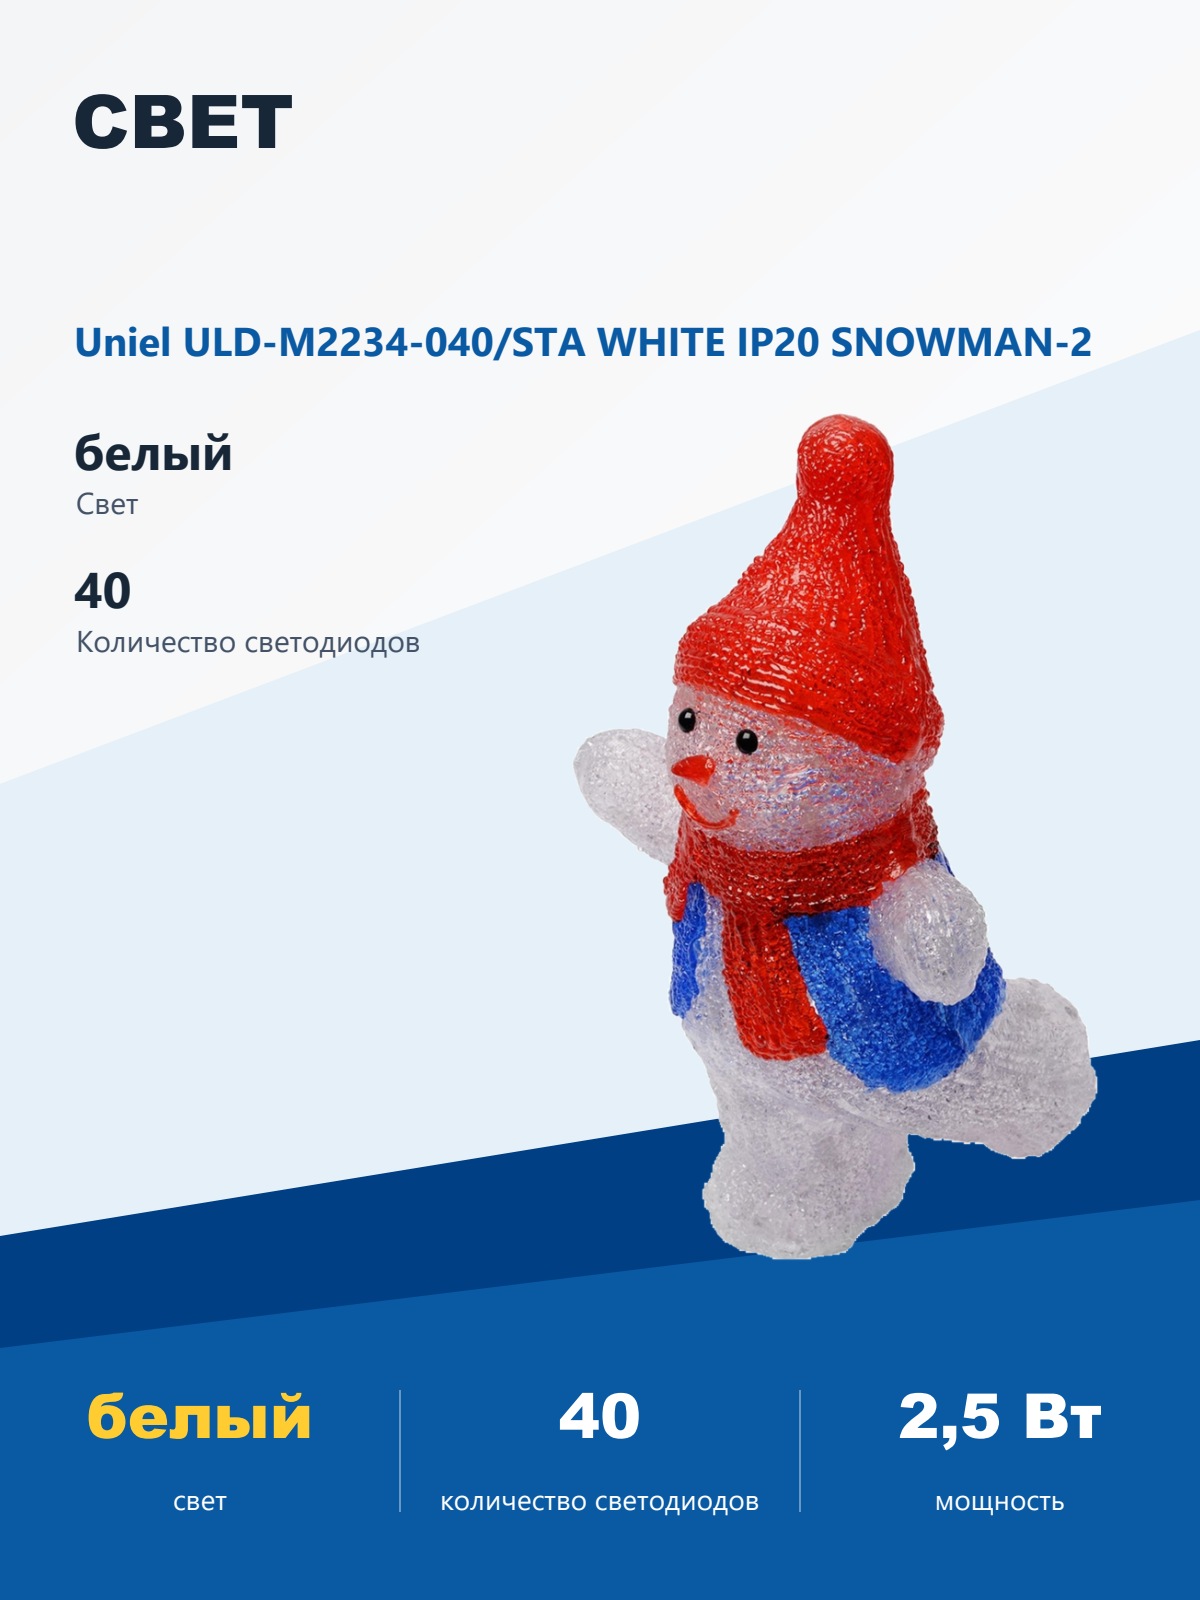 СВЕТ
Uniel ULD-M2234-040/STA WHITE IP20 SNOWMAN-2
белый
Свет
40
Количество светодиодов
белый
свет
40
количество светодиодов
2,5 Вт
мощность